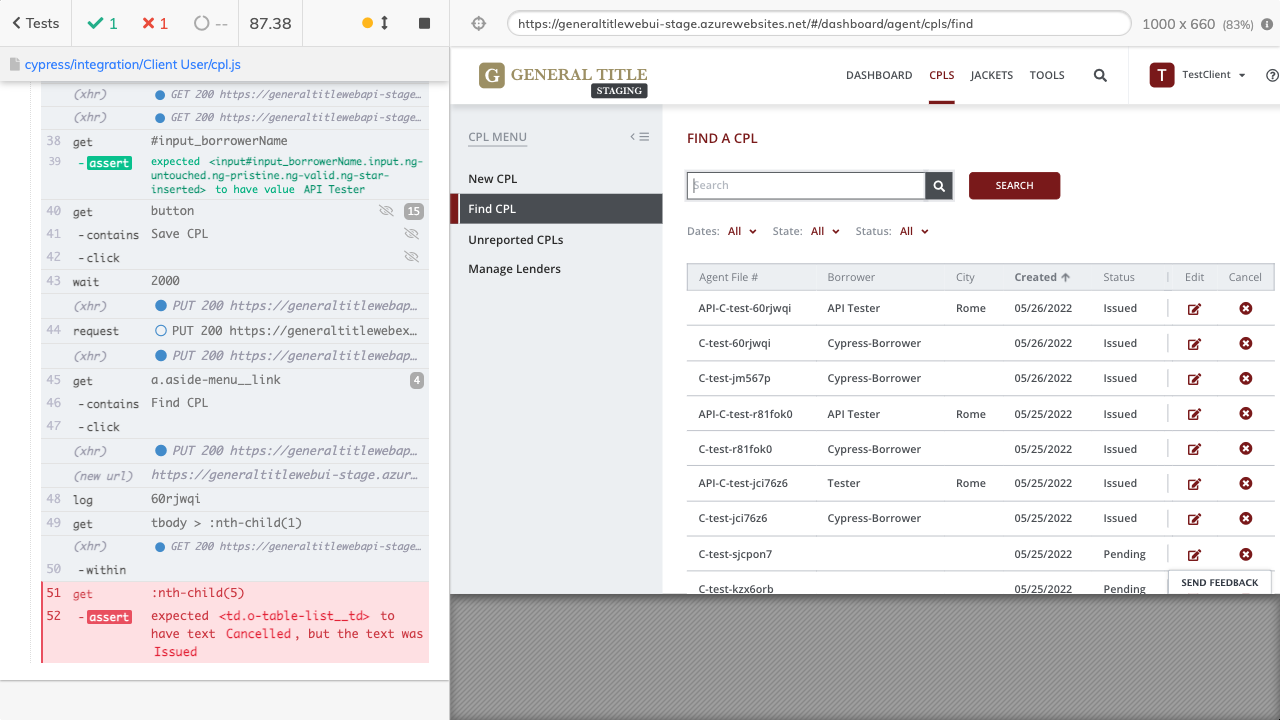 Tests
1
1
--
87.38
https://generaltitlewebui-stage.azurewebsites.net/#/dashboard/agent/cpls/find
1000 x 660 (83%)
cypress/integration/Client User/cpl.js
(xhr) GET 200 https://generaltitlewebapi-stage…
(xhr) GET 200 https://generaltitlewebapi-stage…
38 get #input_borrowerName
39 -assert expected <input#input_borrowerName.input.ng-
untouched.ng-pristine.ng-valid.ng-star-
inserted> to have value API Tester
40 get button 15
41 -contains Save CPL
42 -click
43 wait 2000
(xhr) PUT 200 https://generaltitlewebap…
44 request PUT 200 https://generaltitlewebex…
(xhr) PUT 200 https://generaltitlewebap…
45 get a.aside-menu__link 4
46 -contains Find CPL
47 -click
(xhr) PUT 200 https://generaltitlewebap…
(new url) https://generaltitlewebui-stage.azur…
48 log 60rjwqi
49 get tbody > :nth-child(1)
(xhr) GET 200 https://generaltitlewebapi-stage…
50 -within
51 get :nth-child(5)
52 -assert expected <td.o-table-list__td> to
have text Cancelled, but the text was
Issued
G GENERAL TITLE
STAGING
DASHBOARD CPLS JACKETS TOOLS
T TestClient
CPL MENU
New CPL
Find CPL
Unreported CPLs
Manage Lenders
FIND A CPL
Search
SEARCH
Dates: All State: All Status: All
Agent File # Borrower City Created Status Edit Cancel
API-C-test-60rjwqi API Tester Rome 05/26/2022 Issued
C-test-60rjwqi Cypress-Borrower 05/26/2022 Issued
C-test-jm567p Cypress-Borrower 05/26/2022 Issued
API-C-test-r81fok0 API Tester Rome 05/25/2022 Issued
C-test-r81fok0 Cypress-Borrower 05/25/2022 Issued
API-C-test-jci76z6 Tester Rome 05/25/2022 Issued
C-test-jci76z6 Cypress-Borrower 05/25/2022 Issued
C-test-sjcpon7 05/25/2022 Pending
C-test-kzx6orb 05/25/2022 Pending
SEND FEEDBACK